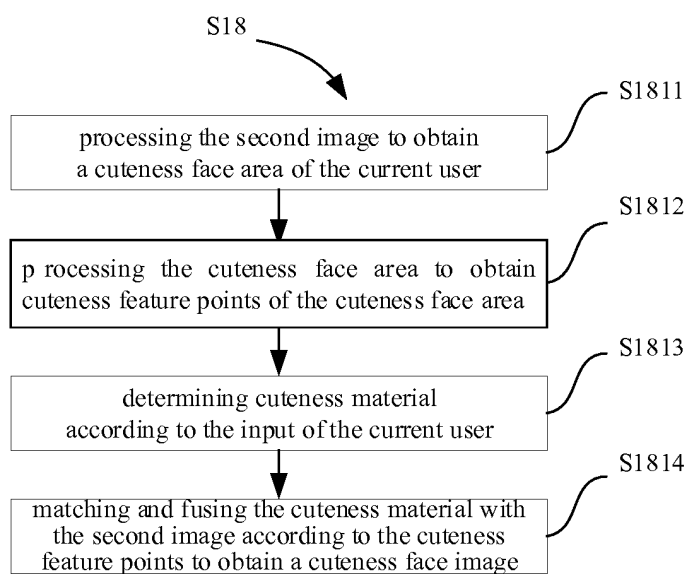 S18
S1811
processing the second image to obtain
a cuteness face area of the current user
S1812
p rocessing the cuteness face area to obtain
cuteness feature points of the cuteness face area
S1813
determining cuteness material
according to the input of the current user
S1814
matching and fusing the cuteness material with
the second image according to the cuteness
feature points to obtain a cuteness face image